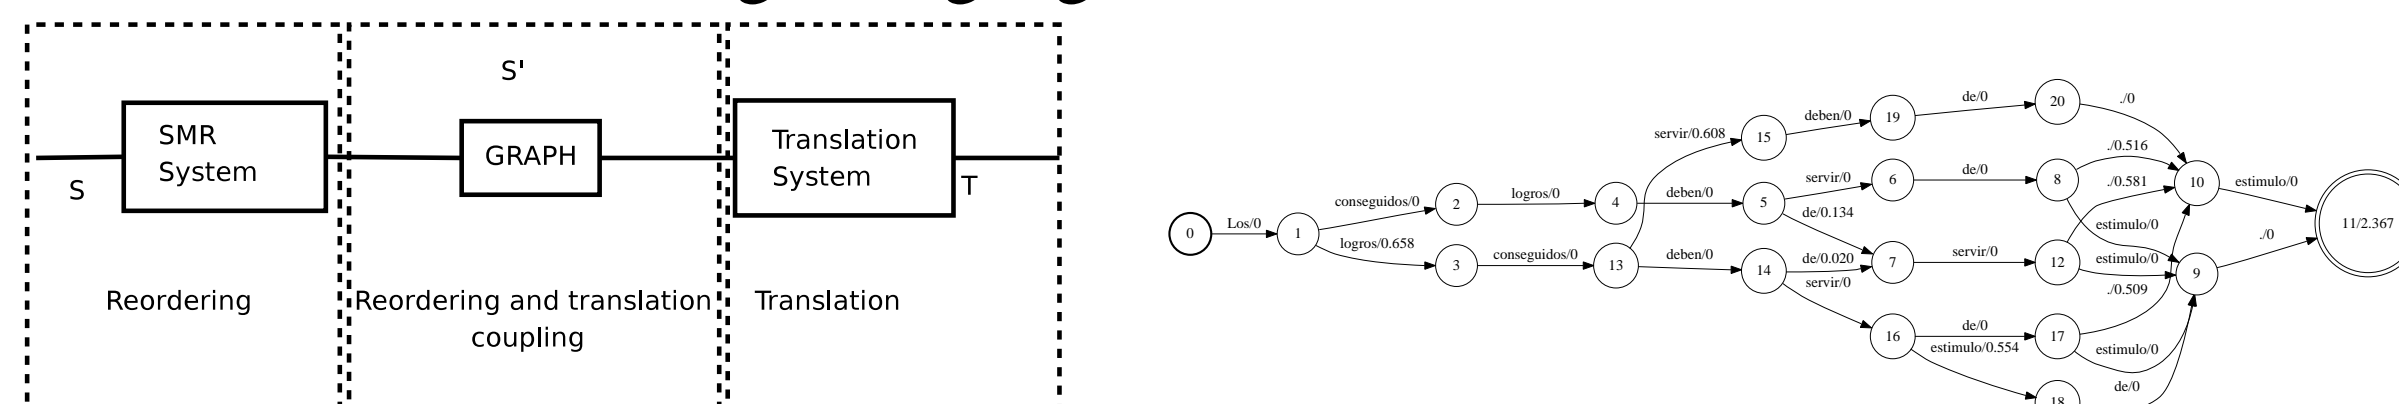 S'
SMR
System
GRAPH
Translation
System
S
T
Reordering
Reordering and translation
coupling
Translation
0
Los/0
1
conseguidos/0
2
logros/0
4
deben/0
5
logros/0.658
3
conseguidos/0
13
deben/0
14
servir/0.608
15
deben/0
19
de/0
20
./0
servir/0
6
de/0
8
./0.516
10
estimulo/0
11/2.367
de/0.134
de/0.020
7
servir/0
12
./0.581
estimulo/0
estimulo/0
9
./0
servir/0
16
de/0
17
./0.509
estimulo/0
estimulo/0.554
18
de/0